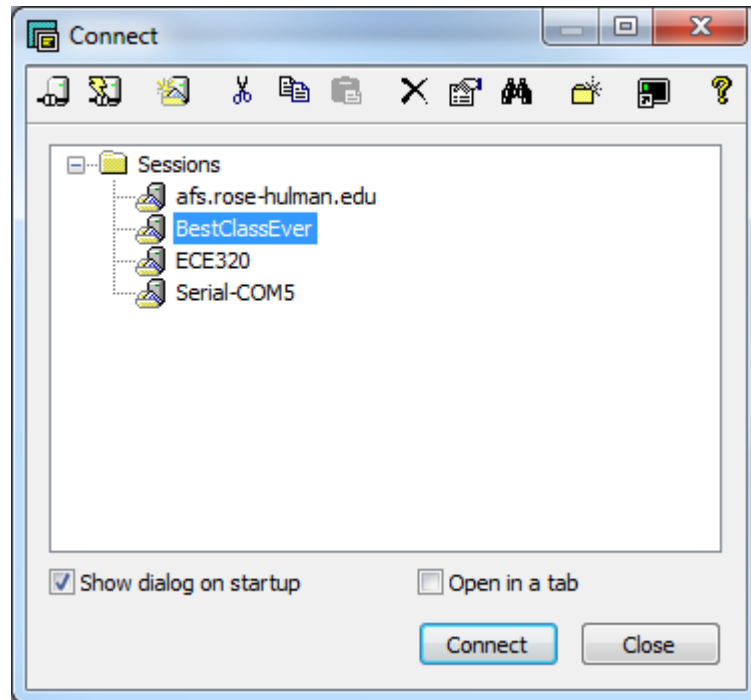 Connect
Sessions
afs.rose-hulman.edu
BestClassEver
ECE320
Serial-COM5
Show dialog on startup
Open in a tab
Connect
Close